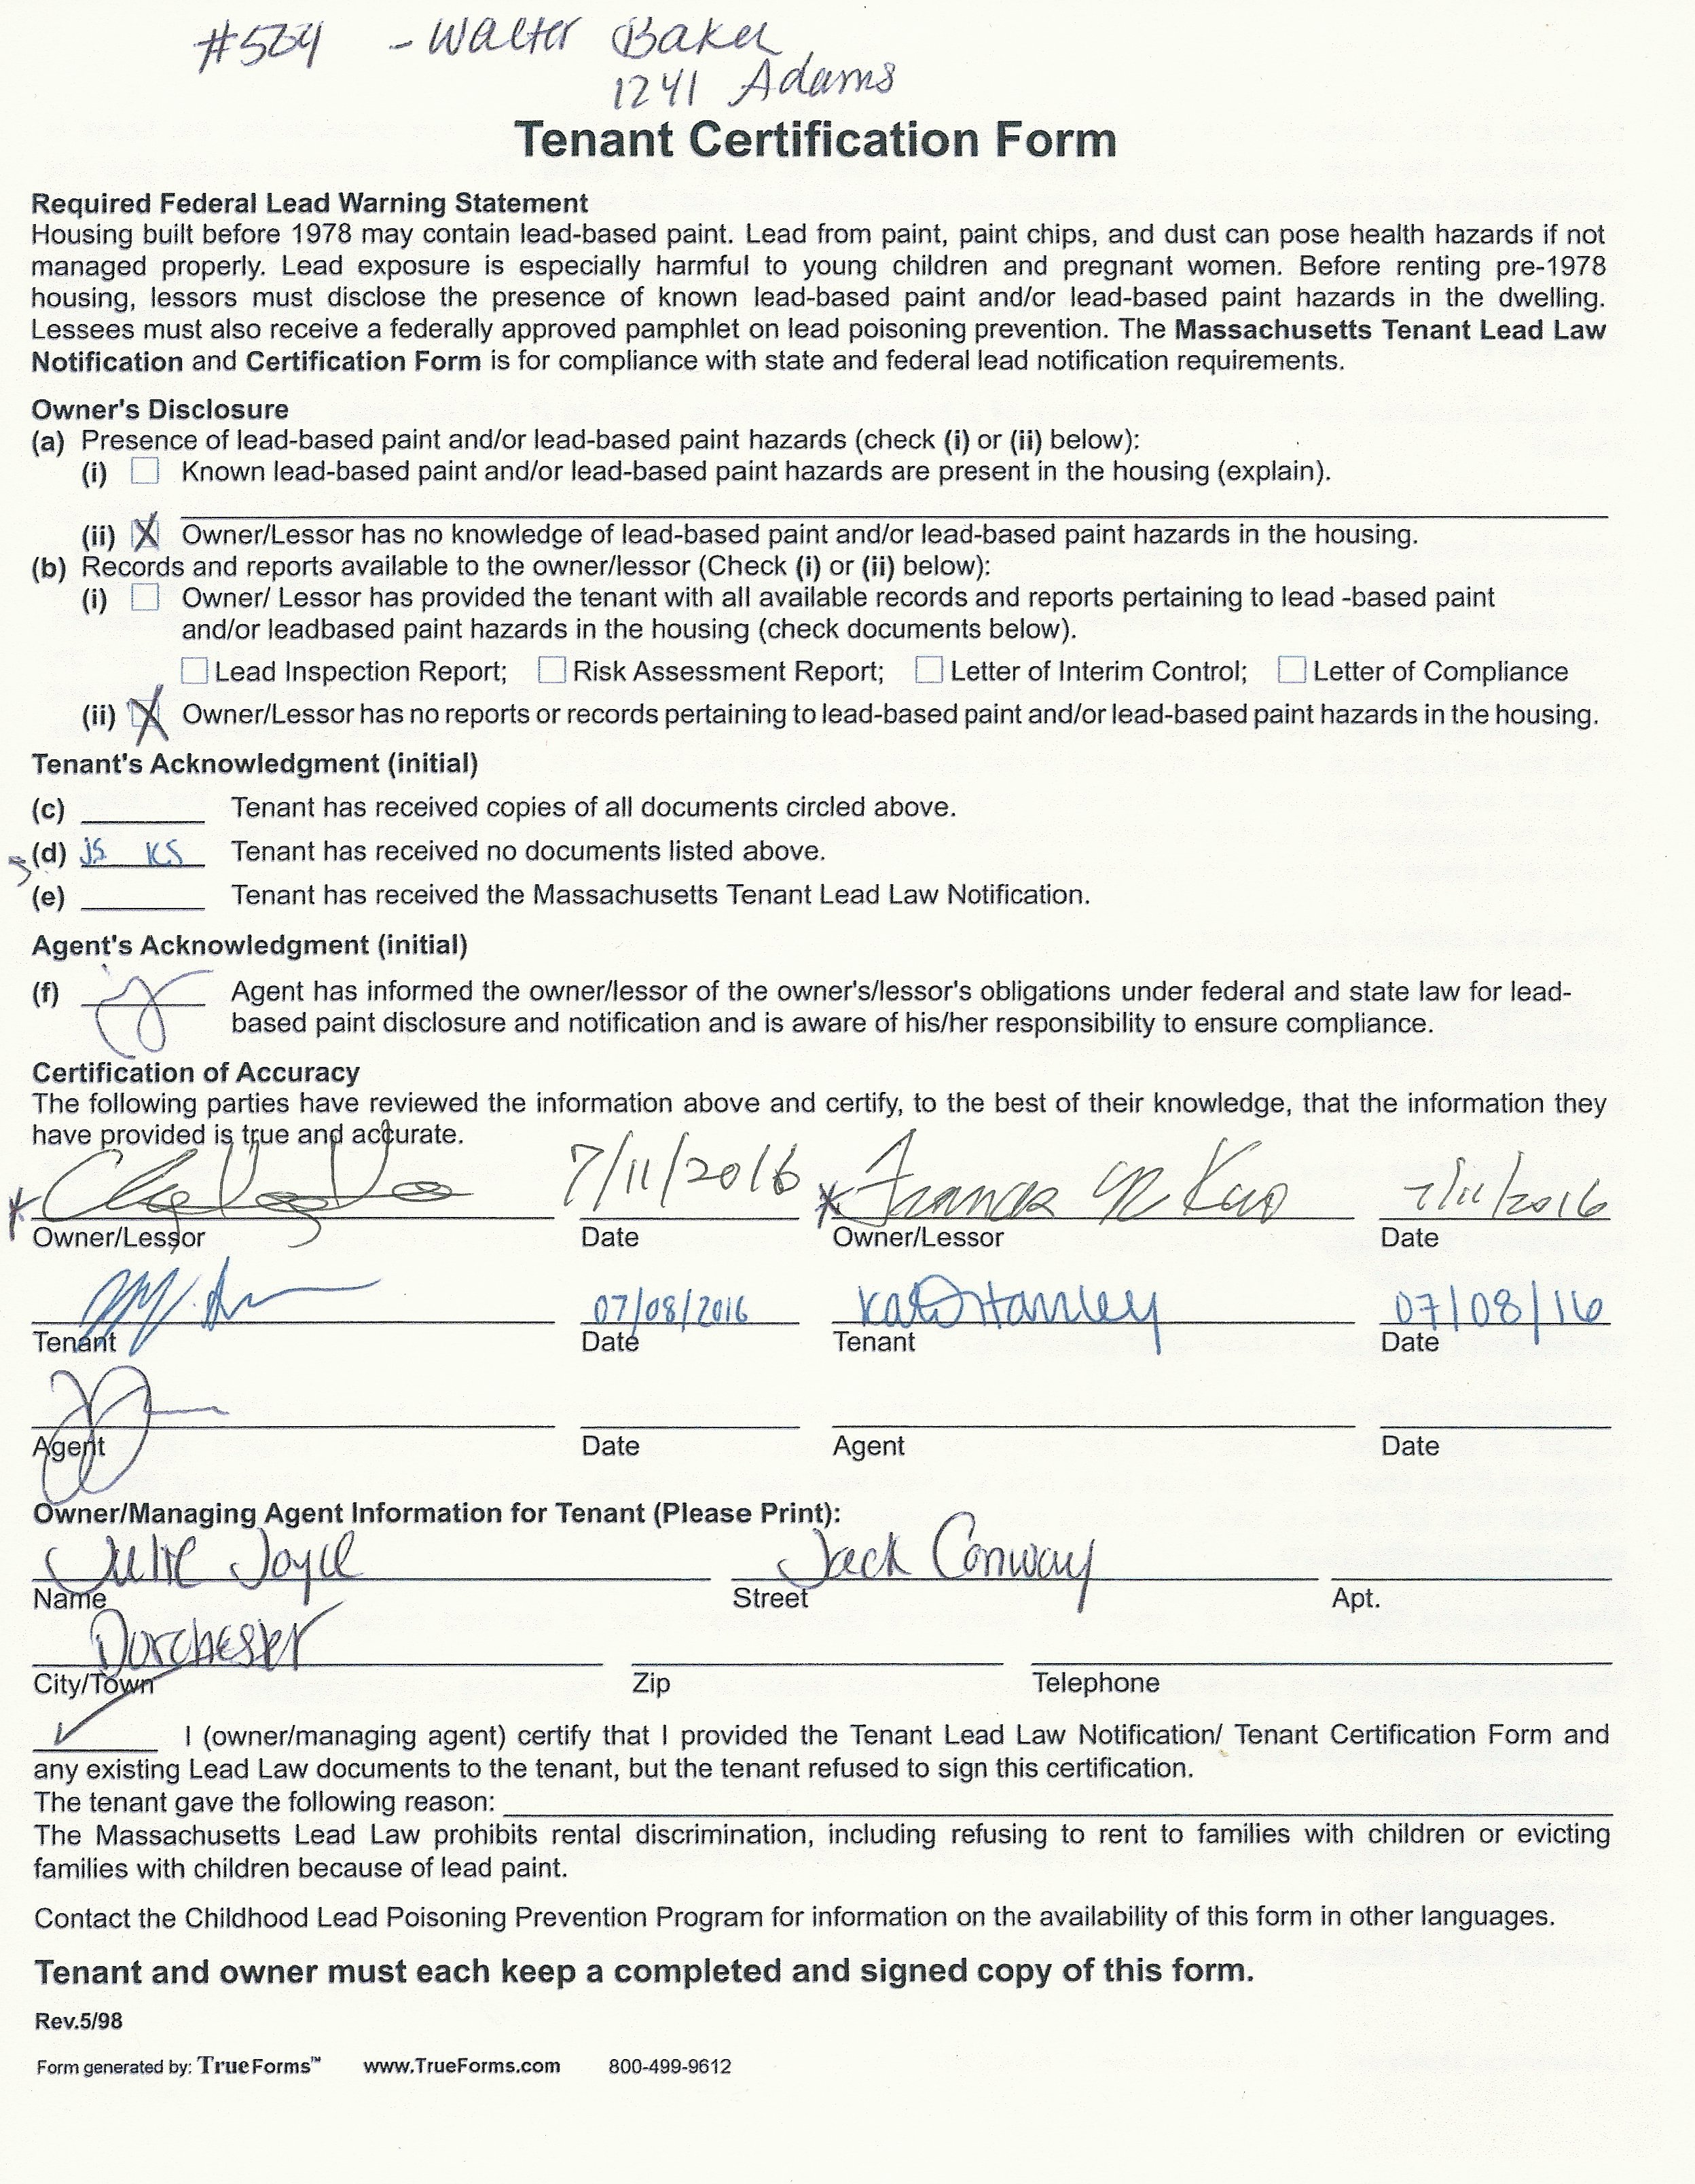 #504 - Walter Baker
1241 Adams
Tenant Certification Form
Required Federal Lead Warning Statement
Housing built before 1978 may contain lead-based paint. Lead from paint, paint chips, and dust can pose health hazards if not
managed properly. Lead exposure is especially harmful to young children and pregnant women. Before renting pre-1978
housing, lessors must disclose the presence of known lead-based paint and/or lead-based paint hazards in the dwelling.
Lessees must also receive a federally approved pamphlet on lead poisoning prevention. The Massachusetts Tenant Lead Law
Notification and Certification Form is for compliance with state and federal lead notification requirements.
Owner's Disclosure
(a) Presence of lead-based paint and/or lead-based paint hazards (check (i) or (ii) below):
(i) Known lead-based paint and/or lead-based paint hazards are present in the housing (explain).
(ii) X Owner/Lessor has no knowledge of lead-based paint and/or lead-based paint hazards in the housing.
(b) Records and reports available to the owner/lessor (Check (i) or (ii) below):
(i) Owner/ Lessor has provided the tenant with all available records and reports pertaining to lead -based paint
and/or leadbased paint hazards in the housing (check documents below).
Lead Inspection Report; Risk Assessment Report; Letter of Interim Control; Letter of Compliance
(ii) X Owner/Lessor has no reports or records pertaining to lead-based paint and/or lead-based paint hazards in the housing.
Tenant's Acknowledgment (initial)
(c) Tenant has received copies of all documents circled above.
(d) JS KS Tenant has received no documents listed above.
(e) Tenant has received the Massachusetts Tenant Lead Law Notification.
Agent's Acknowledgment (initial)
(f) Agent has informed the owner/lessor of the owner's/lessor's obligations under federal and state law for lead-
based paint disclosure and notification and is aware of his/her responsibility to ensure compliance.
Certification of Accuracy
The following parties have reviewed the information above and certify, to the best of their knowledge, that the information they
have provided is true and accurate.
7/11/2016 Kuo 7/11/2016
Owner/Lessor Date Owner/Lessor Date
07/08/2016 Hanley 07/08/16
Tenant Date Tenant Date
Agent Date Agent Date
Owner/Managing Agent Information for Tenant (Please Print):
Julie Joyce Jack Conway
Name Street Apt.
Dorchester
City/Town Zip Telephone
I (owner/managing agent) certify that I provided the Tenant Lead Law Notification/ Tenant Certification Form and
any existing Lead Law documents to the tenant, but the tenant refused to sign this certification.
The tenant gave the following reason:
The Massachusetts Lead Law prohibits rental discrimination, including refusing to rent to families with children or evicting
families with children because of lead paint.
Contact the Childhood Lead Poisoning Prevention Program for information on the availability of this form in other languages.
Tenant and owner must each keep a completed and signed copy of this form.
Rev.5/98
Form generated by: TrueForms™ www.TrueForms.com 800-499-9612